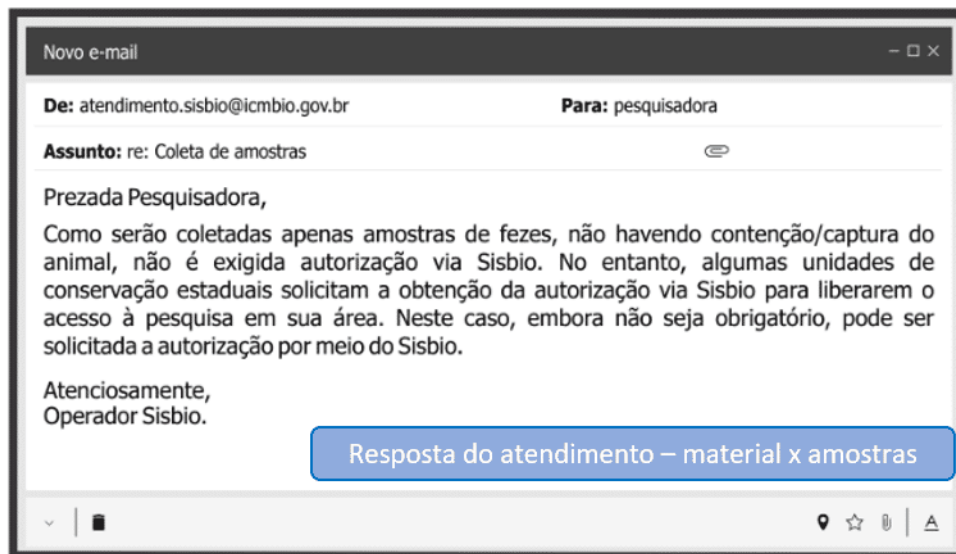 Novo e-mail
De: atendimento.sisbio@icmbio.gov.br Para: pesquisadora
Assunto: re: Coleta de amostras
Prezada Pesquisadora,
Como serão coletadas apenas amostras de fezes, não havendo contenção/captura do
animal, não é exigida autorização via Sisbio. No entanto, algumas unidades de
conservação estaduais solicitam a obtenção da autorização via Sisbio para liberarem o
acesso à pesquisa em sua área. Neste caso, embora não seja obrigatório, pode ser
solicitada a autorização por meio do Sisbio.
Atenciosamente,
Operador Sisbio.
Resposta do atendimento – material x amostras
A